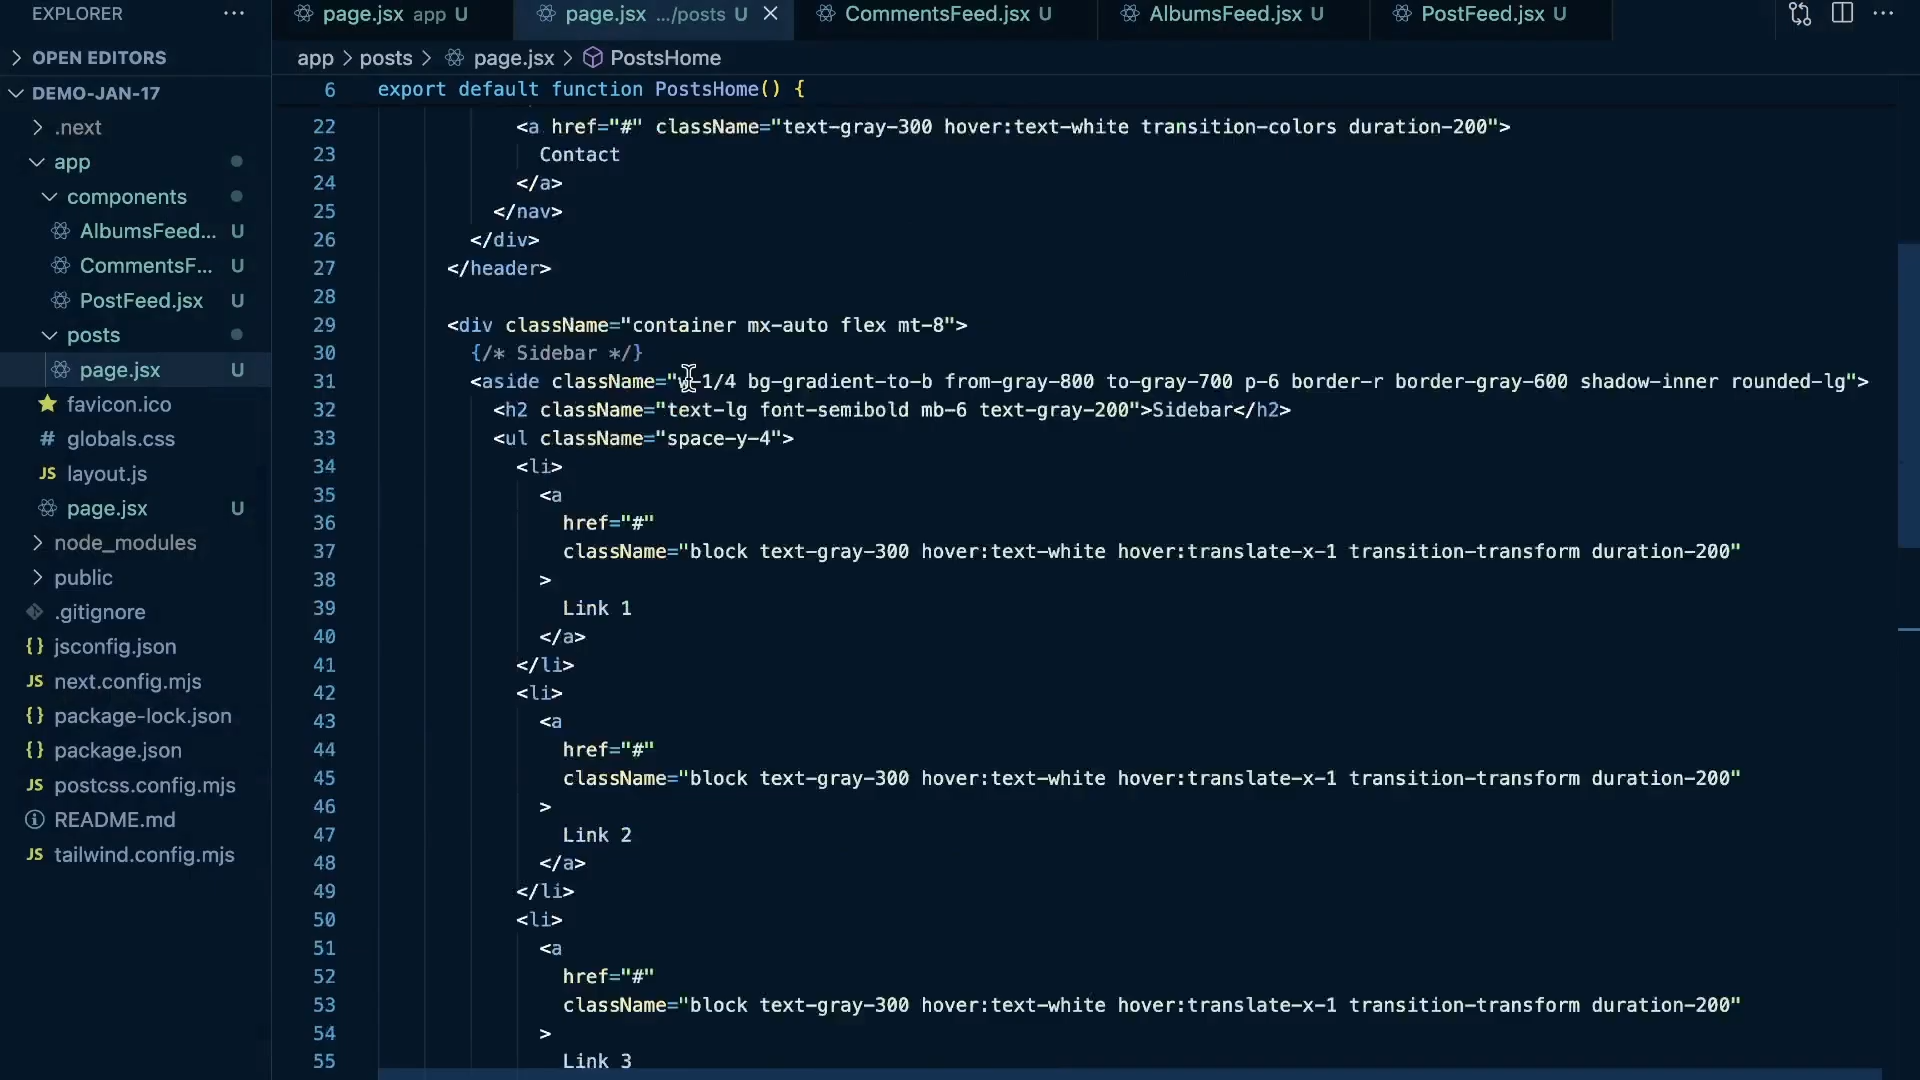 EXPLORER ...
OPEN EDITORS
DEMO-JAN-17
.next
app
components
AlbumsFeed... U
CommentsF... U
PostFeed.jsx U
posts
page.jsx U
favicon.ico
# globals.css
JS layout.js
page.jsx U
node_modules
public
.gitignore
{} jsconfig.json
JS next.config.mjs
{} package-lock.json
{} package.json
JS postcss.config.mjs
README.md
JS tailwind.config.mjs
page.jsx app U
page.jsx .../posts U
CommentsFeed.jsx U
AlbumsFeed.jsx U
PostFeed.jsx U
app > posts > page.jsx > PostsHome
6 export default function PostsHome() {
22 <a href="#" className="text-gray-300 hover:text-white transition-colors duration-200">
23 Contact
24 </a>
25 </nav>
26 </div>
27 </header>
28
29 <div className="container mx-auto flex mt-8">
30 {/* Sidebar */}
31 <aside className="w-1/4 bg-gradient-to-b from-gray-800 to-gray-700 p-6 border-r border-gray-600 shadow-inner rounded-lg">
32 <h2 className="text-lg font-semibold mb-6 text-gray-200">Sidebar</h2>
33 <ul className="space-y-4">
34 <li>
35 <a
36 href="#"
37 className="block text-gray-300 hover:text-white hover:translate-x-1 transition-transform duration-200"
38 >
39 Link 1
40 </a>
41 </li>
42 <li>
43 <a
44 href="#"
45 className="block text-gray-300 hover:text-white hover:translate-x-1 transition-transform duration-200"
46 >
47 Link 2
48 </a>
49 </li>
50 <li>
51 <a
52 href="#"
53 className="block text-gray-300 hover:text-white hover:translate-x-1 transition-transform duration-200"
54 >
55 Link 3